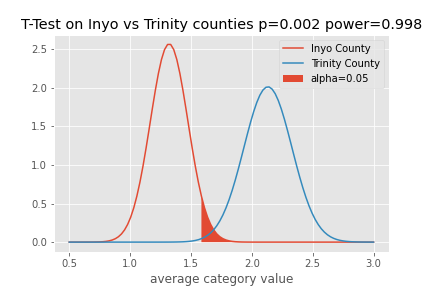 T-Test on Inyo vs Trinity counties p=0.002 power=0.998
Inyo County
Trinity County
alpha=0.05
2.5
2.0
1.5
1.0
0.5
0.0
0.5 1.0 1.5 2.0 2.5 3.0
average category value